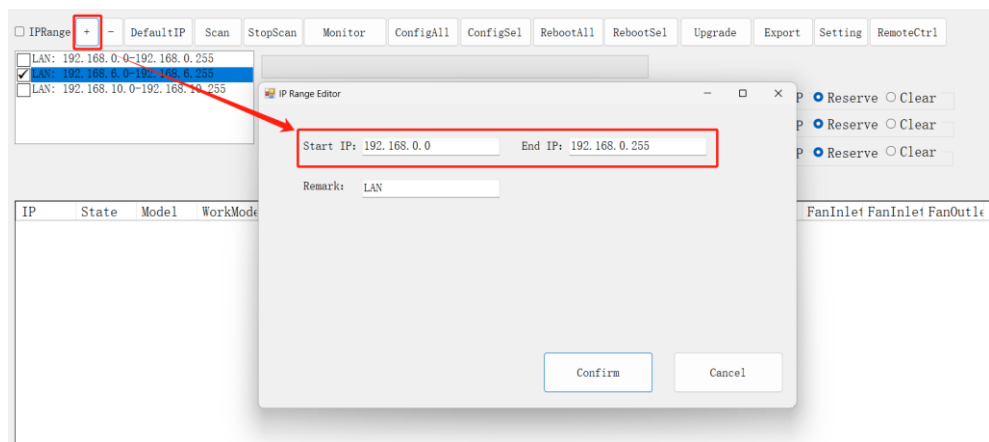 IPRange + - DefaultIP Scan StopScan Monitor ConfigAll ConfigSel RebootAll RebootSel Upgrade Export Setting RemoteCtrl
LAN: 192.168.0.0-192.168.0.255
LAN: 192.168.6.0-192.168.6.255
LAN: 192.168.10.0-192.168.10.255
IP Range Editor
P Reserve Clear
P Reserve Clear
P Reserve Clear
Start IP: 192.168.0.0 End IP: 192.168.0.255
Remark: LAN
IP State Model WorkMode FanInlet FanInlet FanOutle
Confirm Cancel